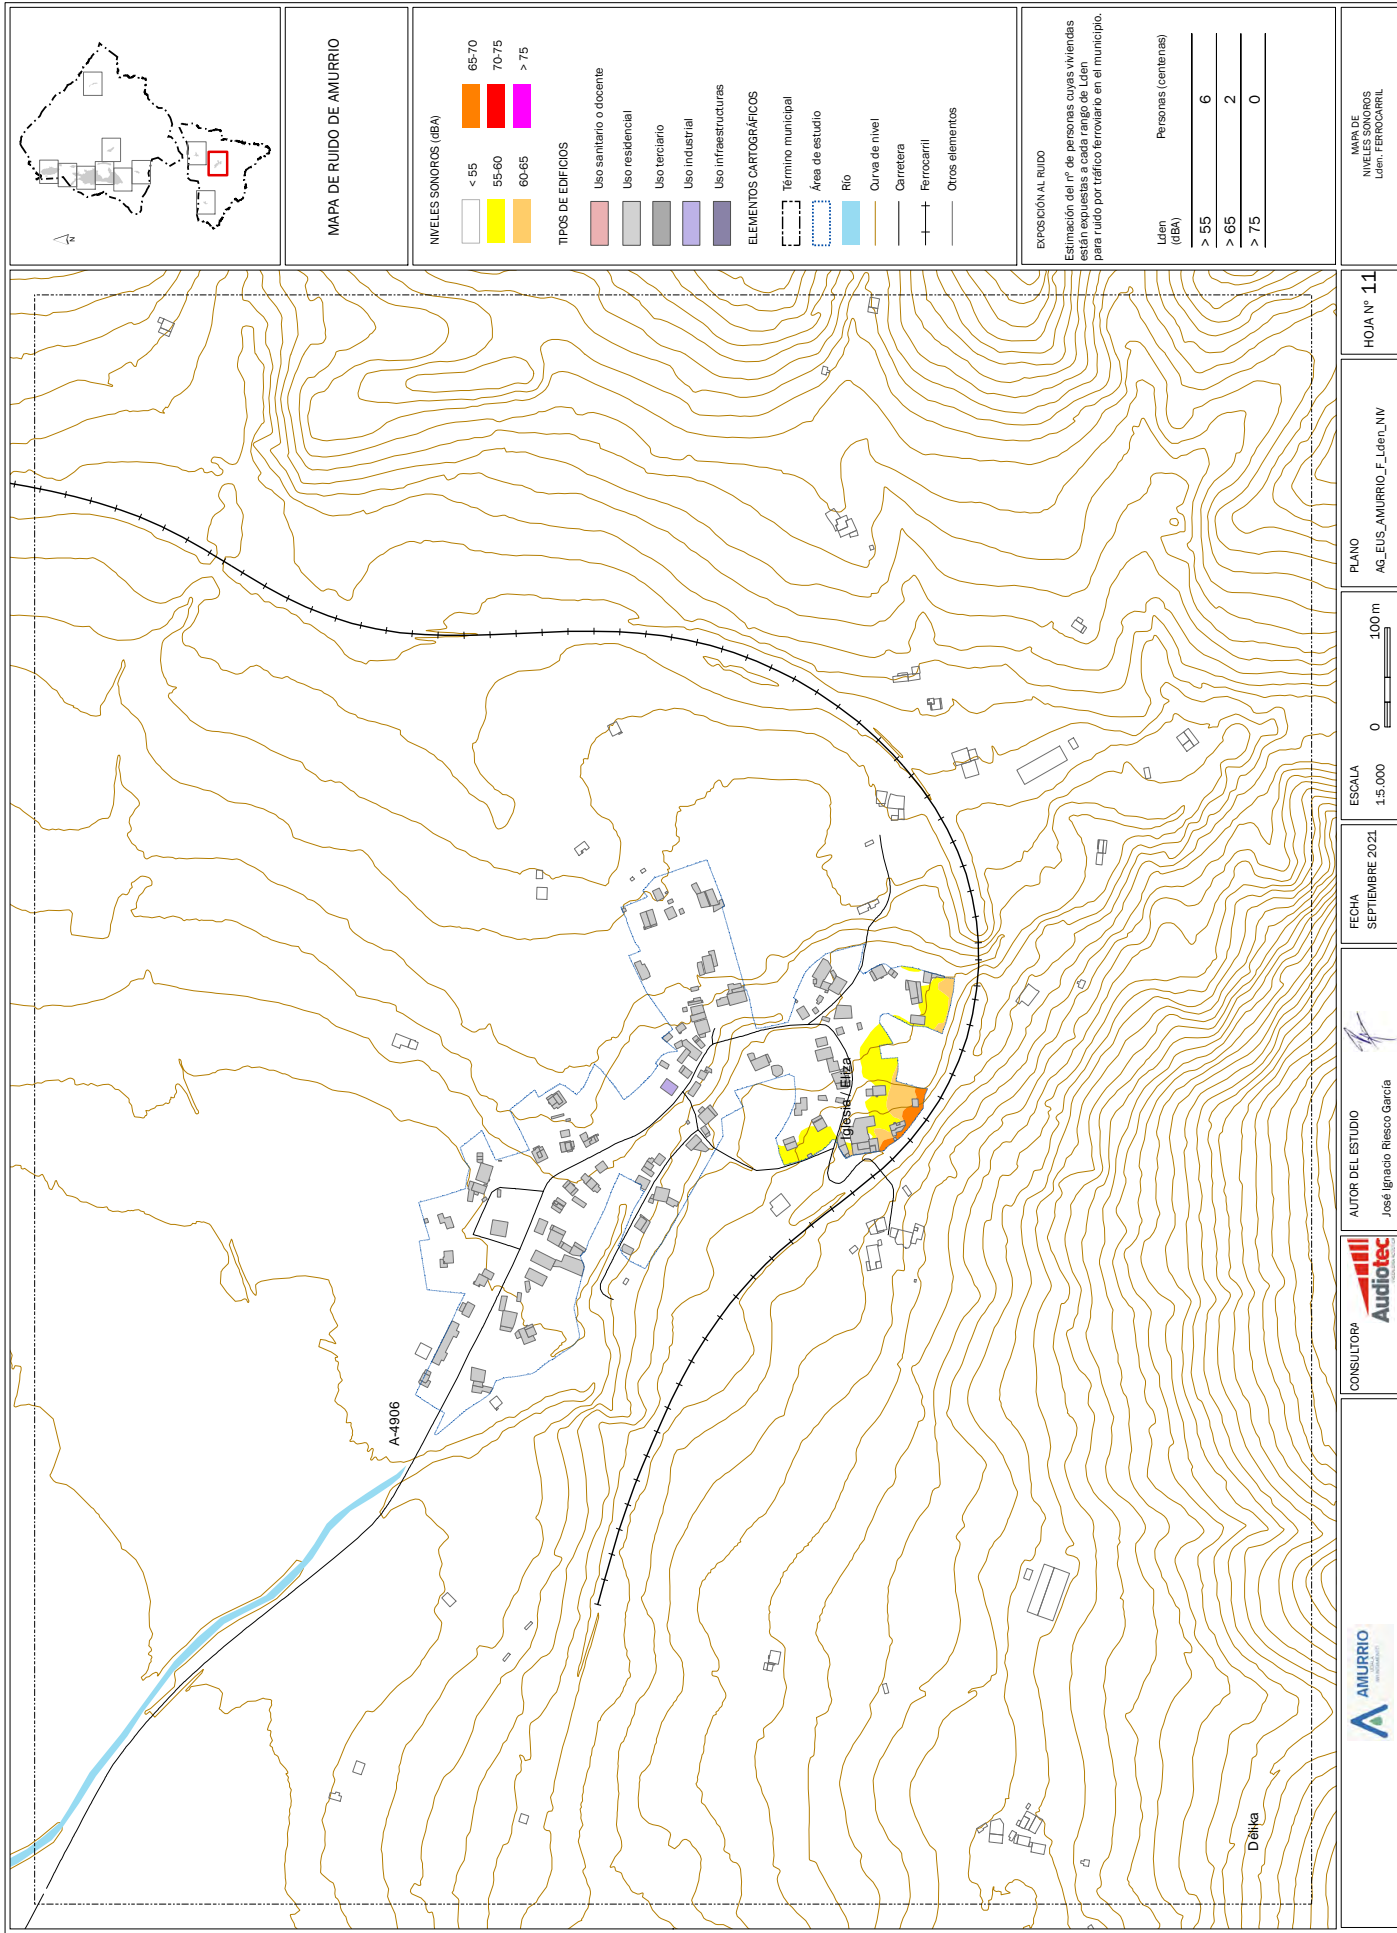 MAPA DE RUIDO DE AMURRIO
NIVELES SONOROS (dBA)
< 55
55-60
60-65
65-70
70-75
> 75
TIPOS DE EDIFICIOS
Uso sanitario o docente
Uso residencial
Uso terciario
Uso industrial
Uso infraestructuras
ELEMENTOS CARTOGRÁFICOS
Término municipal
Área de estudio
Río
Curva de nivel
Carretera
Ferrocarril
Otros elementos
EXPOSICIÓN AL RUIDO
Estimación del nº de personas cuyas viviendas
están expuestas a cada rango de Lden
para ruido por tráfico ferroviario en el municipio.
Lden
(dBA)
Personas (centenas)
> 55 6
> 65 2
> 75 0
MAPA DE
NIVELES SONOROS
Lden. FERROCARRIL
N
A-4906
Iglesia / Eliza
Délika
AMURRIO
CONSULTORA
Audiotec
AUTOR DEL ESTUDIO
José Ignacio Riesco García
FECHA
SEPTIEMBRE 2021
ESCALA
1:5.000
0 100 m
PLANO
AG_EUS_AMURRIO_F_Lden_NIV
HOJA Nº 11